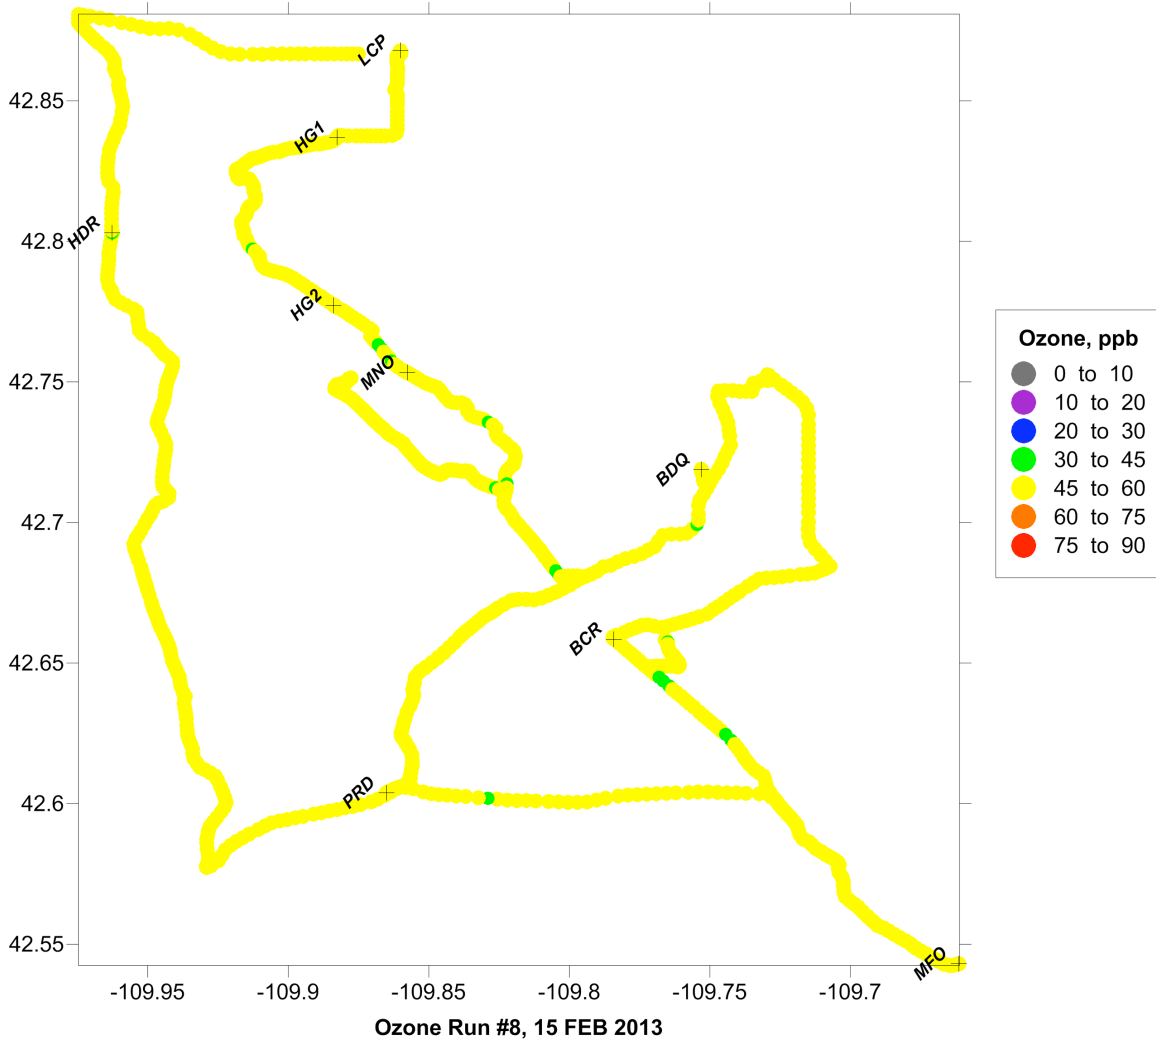 LCP
42.85
HG1
HDR
42.8
HG2
MNO
42.75
BDQ
42.7
BCR
42.65
PRD
42.6
MFO
42.55
-109.95 -109.9 -109.85 -109.8 -109.75 -109.7
Ozone Run #8, 15 FEB 2013
Ozone, ppb
0 to 10
10 to 20
20 to 30
30 to 45
45 to 60
60 to 75
75 to 90